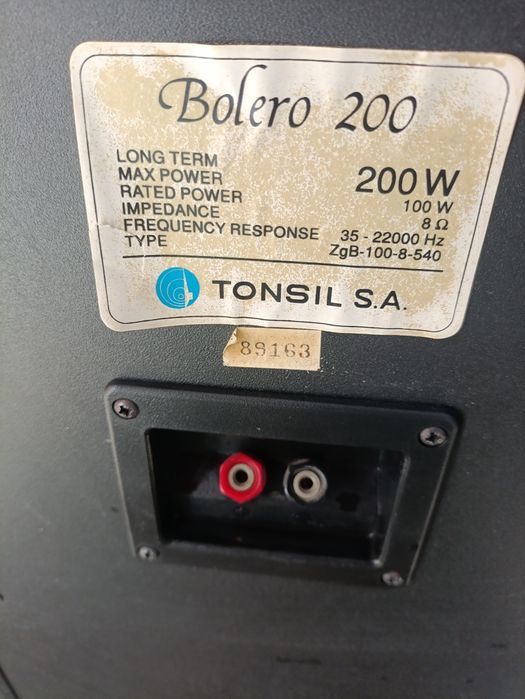 Bolero 200
LONG TERM
MAX POWER 200 W
RATED POWER 100 W
IMPEDANCE 8 Ω
FREQUENCY RESPONSE 35 - 22000 Hz
TYPE ZgB-100-8-540
TONSIL S.A.
89163